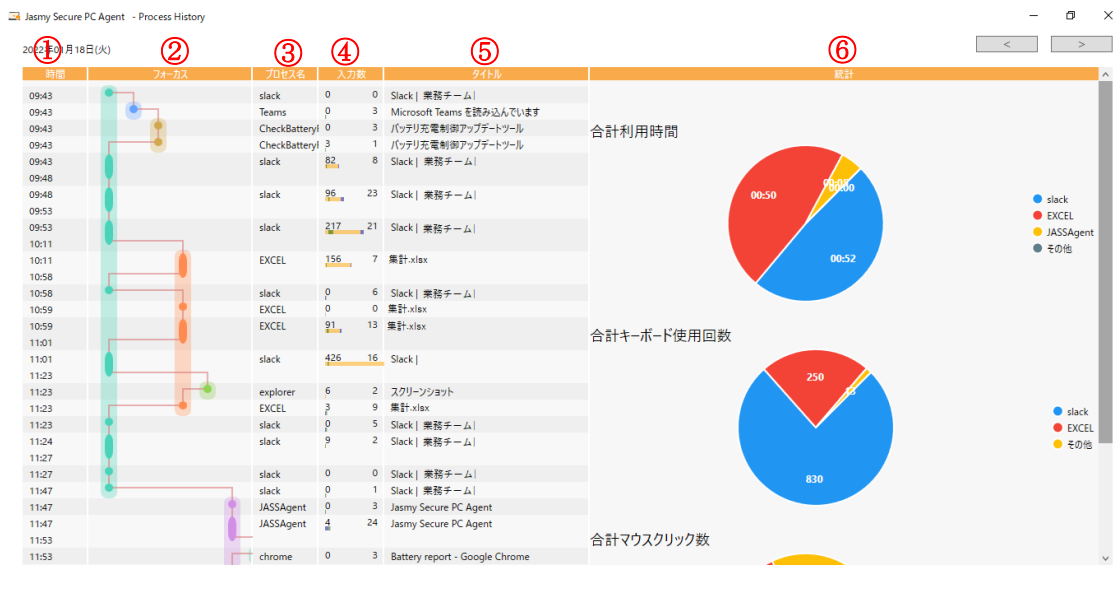 Jasmy Secure PC Agent - Process History
① ② ③ ④ ⑤ ⑥
2022年01月18日(火)
< >
時間 フォーカス プロセス名 入力数 タイトル 統計
09:43 slack 0 0 Slack | 業務チーム |
09:43 Teams 0 3 Microsoft Teams を読み込んでいます
09:43 CheckBattery 0 3 バッテリ充電制御アップデートツール
09:43 CheckBattery 3 1 バッテリ充電制御アップデートツール
09:43 slack 82 8 Slack | 業務チーム |
09:48
09:48 slack 96 23 Slack | 業務チーム |
09:53
09:53 slack 217 21 Slack | 業務チーム |
10:11
10:11 EXCEL 156 7 集計.xlsx
10:58
10:58 slack 0 6 Slack | 業務チーム |
10:59 EXCEL 0 0 集計.xlsx
10:59 EXCEL 91 13 集計.xlsx
11:01
11:01 slack 426 16 Slack |
11:23
11:23 explorer 6 2 スクリーンショット
11:23 EXCEL 3 9 集計.xlsx
11:23 slack 0 5 Slack | 業務チーム |
11:24 slack 9 2 Slack | 業務チーム |
11:27
11:27 slack 0 0 Slack | 業務チーム |
11:47 slack 0 1 Slack | 業務チーム |
11:47 JASSAgent 0 3 Jasmy Secure PC Agent
11:47 JASSAgent 4 24 Jasmy Secure PC Agent
11:53
11:53 chrome 0 3 Battery report - Google Chrome
合計利用時間
00:50
00:00
00:52
slack
EXCEL
JASSAgent
その他
合計キーボード使用回数
250
830
slack
EXCEL
その他
合計マウスクリック数